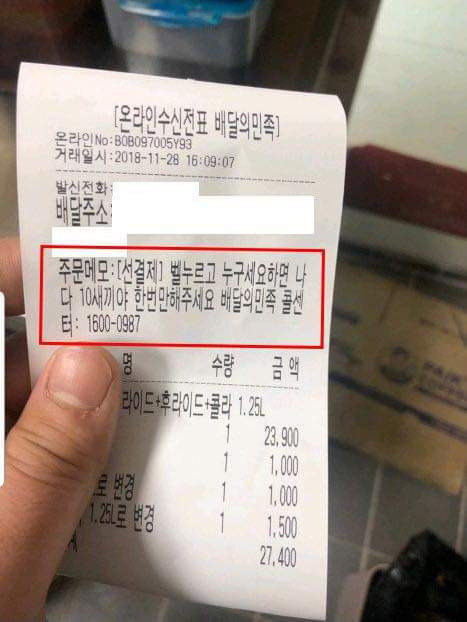 [온라인수신전표 배달의민족]
온라인No:B0B097005Y93
거래일시:2018-11-28 16:09:07
발신전화:
배달주소:
주문메모:[선결제] 벨누르고 누구세요하면 나
다 10새끼야 한번만해주세요 배달의민족 콜센
터: 1600-0987
명 수량 금액
라이드+후라이드+콜라 1.25L
1 23,900
1 1,000
로 변경 1 1,000
1.25L로 변경 1 1,500
27,400